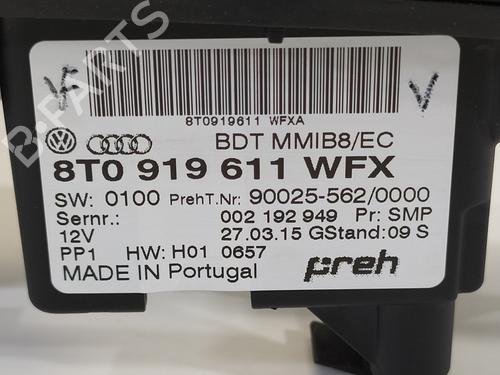 B-PARTS
VF
V
8T0919611 WFXA
BDT MMIB8/EC
8T0 919 611 WFX
SW: 0100 PrehT.Nr: 90025-562/0000
Sernr.: 002 192 949 Pr: SMP
12V 27.03.15 GStand: 09 S
PP1 HW: H01 0657
MADE IN Portugal preh